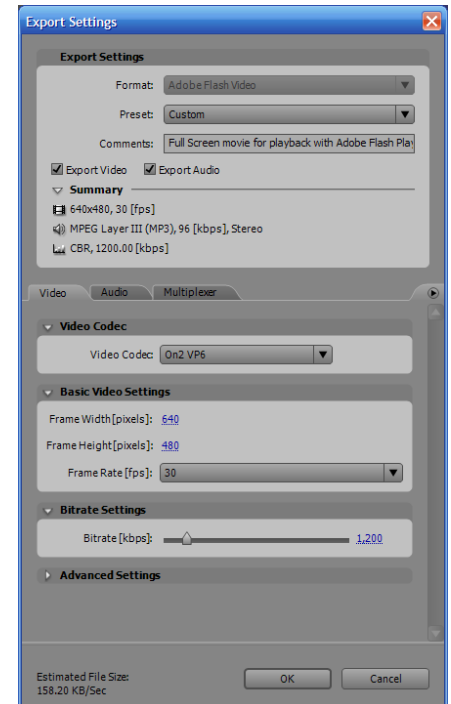 Export Settings
Export Settings
Format: Adobe Flash Video
Preset: Custom
Comments: Full Screen movie for playback with Adobe Flash Play
Export Video Export Audio
Summary
640x480, 30 [fps]
MPEG Layer III (MP3), 96 [kbps], Stereo
CBR, 1200.00 [kbps]
Video Audio Multiplexer
Video Codec
Video Codec: On2 VP6
Basic Video Settings
Frame Width [pixels]: 640
Frame Height [pixels]: 480
Frame Rate [fps]: 30
Bitrate Settings
Bitrate [kbps]: 1,200
Advanced Settings
Estimated File Size:
158.20 KB/Sec
OK Cancel